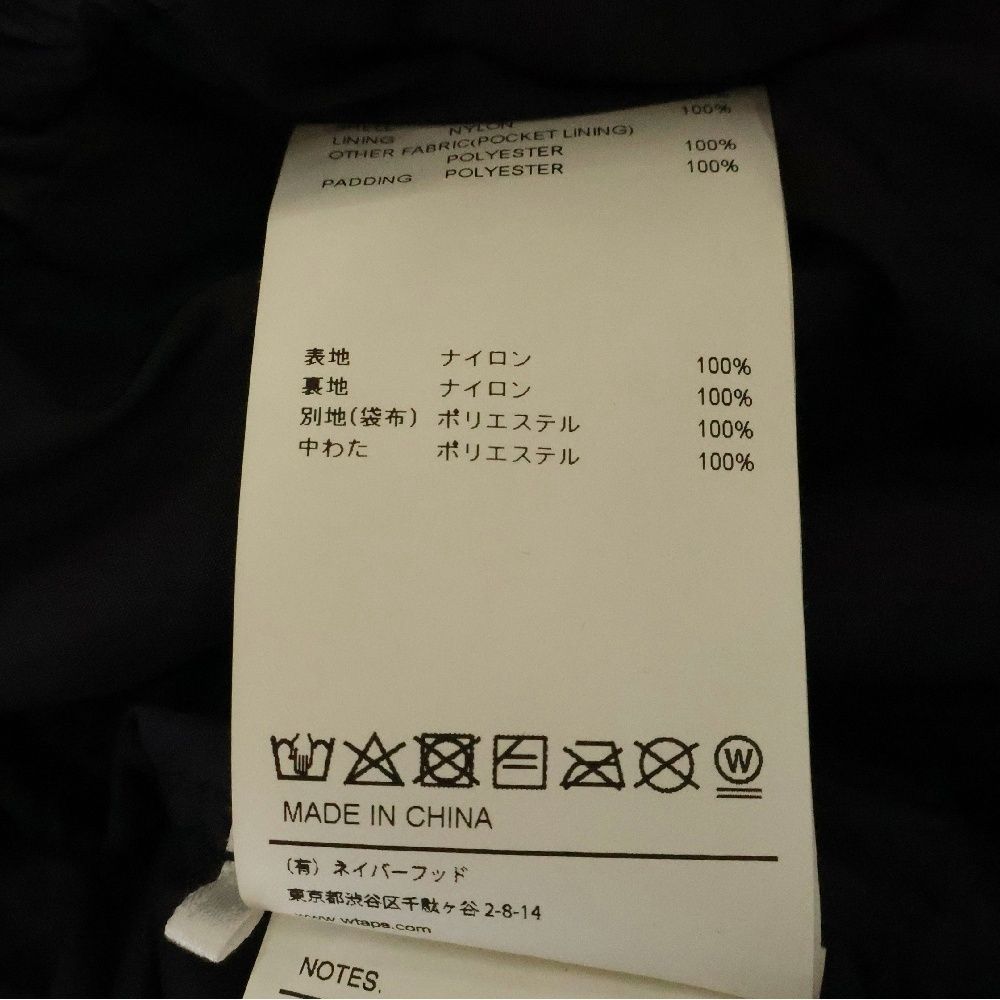 100%
LINING NYLON
OTHER FABRIC(POCKET LINING)
POLYESTER 100%
PADDING POLYESTER 100%
表地 ナイロン 100%
裏地 ナイロン 100%
別地(袋布) ポリエステル 100%
中わた ポリエステル 100%
W
MADE IN CHINA
(有) ネイバーフッド
東京都渋谷区千駄ヶ谷 2-8-14
www.wtaps.com
NOTES.